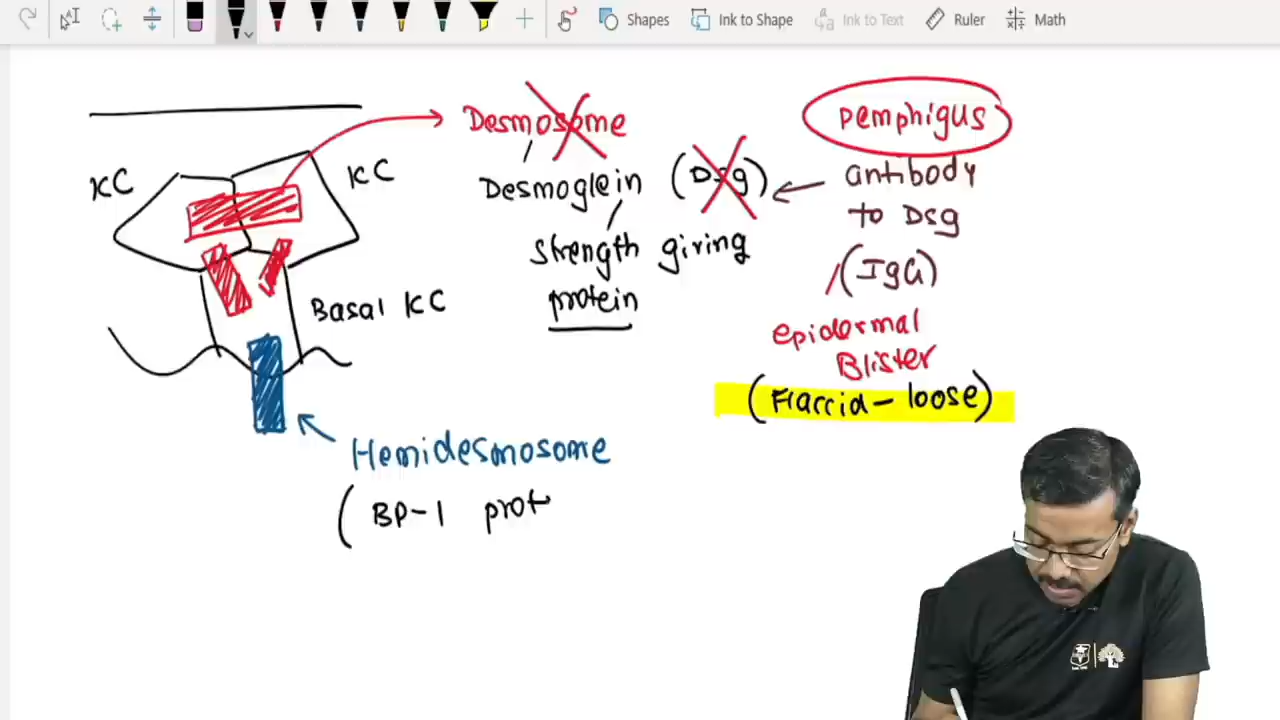 Shapes
Ink to Shape
Ink to Text
Ruler
Math
KC
KC
Basal KC
Desmosome
Desmoglein (Dsg)
strength giving
protein
Hemidesmosome
(BP-1 prot
pemphigus
antibody
to Dsg
(IgG)
epidermal
Blister
(Flaccid - loose)